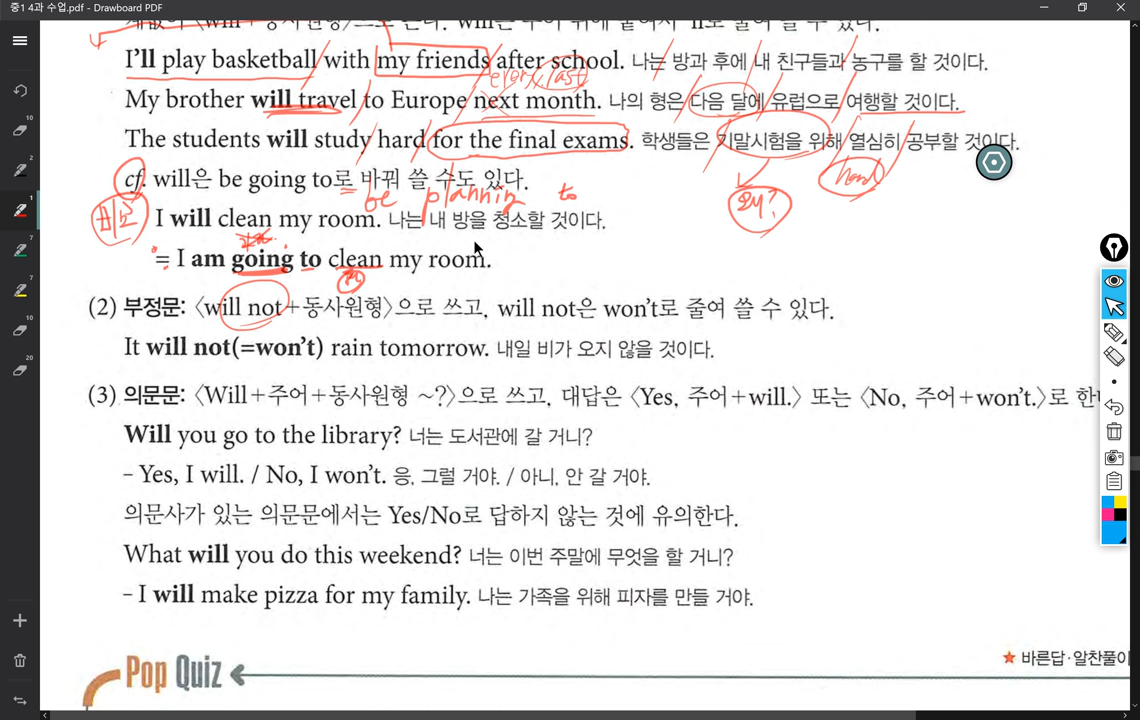 중1 4과 수업.pdf - Drawboard PDF
I'll play basketball with my friends after school. 나는 방과 후에 내 친구들과 농구를 할 것이다.
every, last
My brother will travel to Europe next month. 나의 형은 다음 달에 유럽으로 여행할 것이다.
The students will study hard for the final exams. 학생들은 기말시험을 위해 열심히 공부할 것이다.
hard
cf. will은 be going to로 바꿔 쓸 수도 있다.
= be planning to
비교
I will clean my room. 나는 내 방을 청소할 것이다.
= I am going to clean my room.
(2) 부정문: 〈will not+동사원형〉으로 쓰고, will not은 won't로 줄여 쓸 수 있다.
It will not(=won't) rain tomorrow. 내일 비가 오지 않을 것이다.
(3) 의문문: 〈Will+주어+동사원형 ~?〉으로 쓰고, 대답은 〈Yes, 주어+will.〉 또는 〈No, 주어+won't.〉로 한
Will you go to the library? 너는 도서관에 갈 거니?
- Yes, I will. / No, I won't. 응, 그럴 거야. / 아니, 안 갈 거야.
의문사가 있는 의문문에서는 Yes/No로 답하지 않는 것에 유의한다.
What will you do this weekend? 너는 이번 주말에 무엇을 할 거니?
- I will make pizza for my family. 나는 가족을 위해 피자를 만들 거야.
★ 바른답·알찬풀이
Pop Quiz